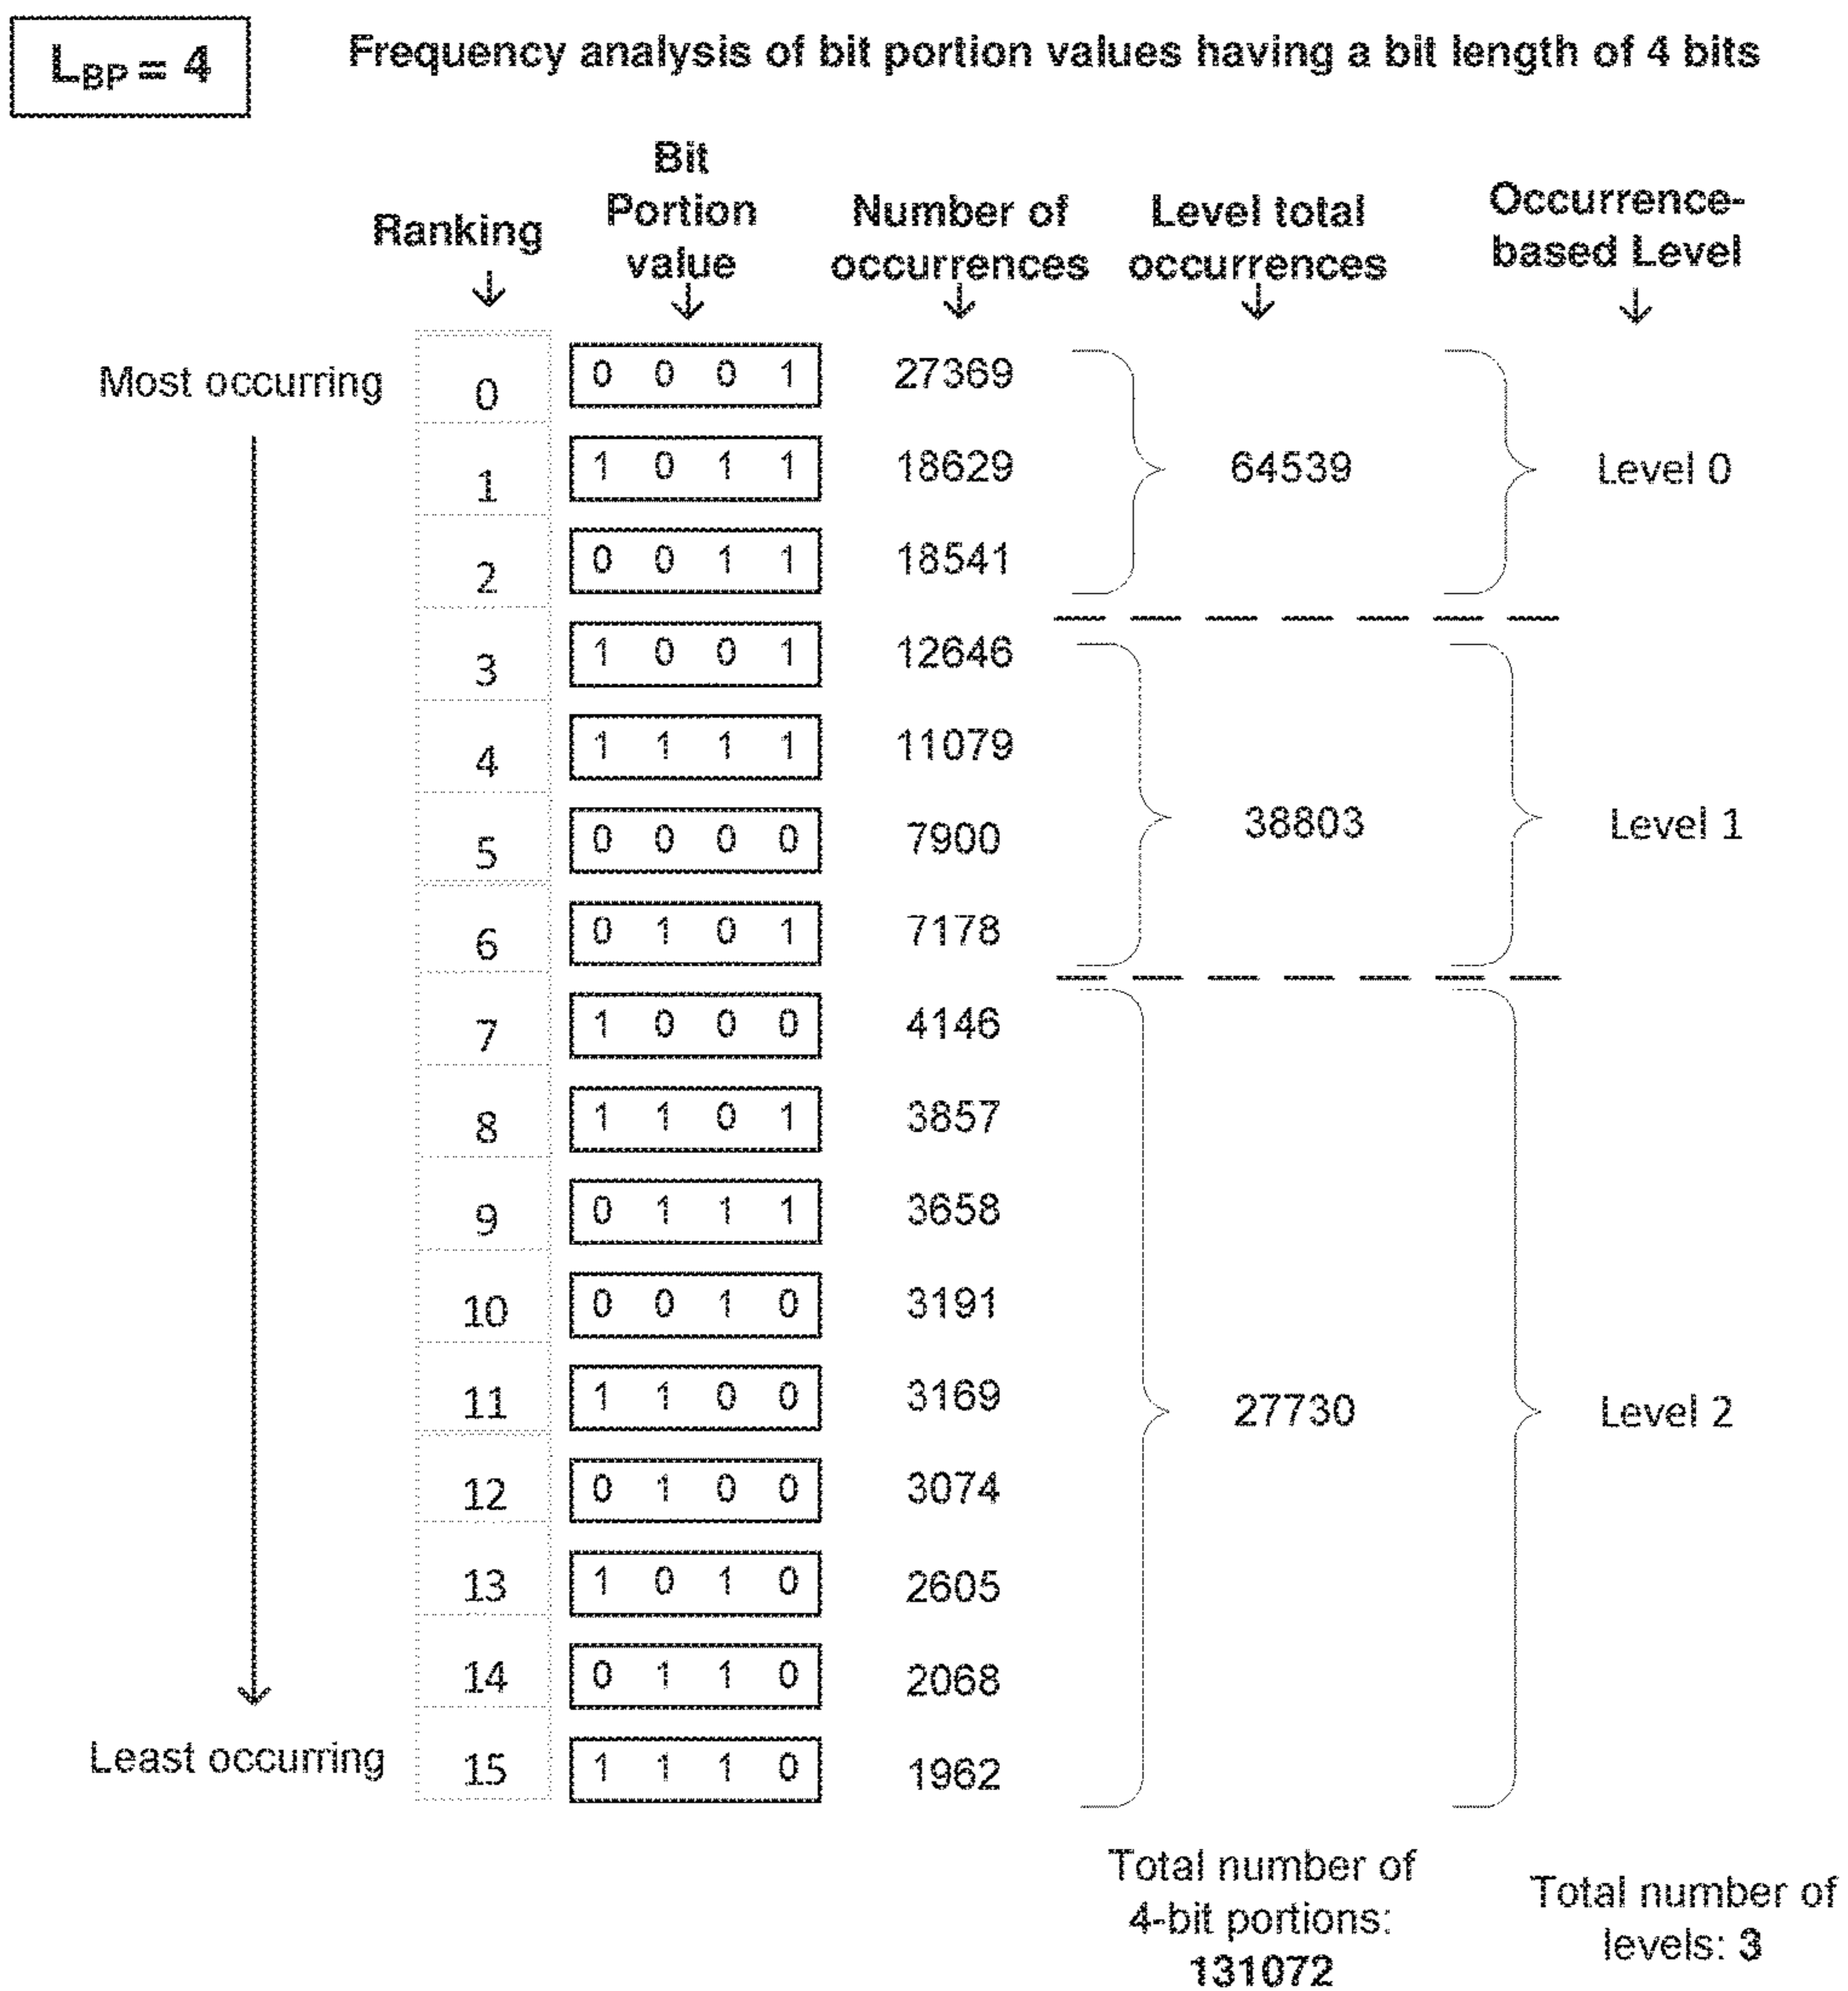 L_BP = 4
Frequency analysis of bit portion values having a bit length of 4 bits
Ranking
Bit
Portion
value
Number of
occurrences
Level total
occurrences
Occurrence-
based Level
Most occurring
0 0 0 0 1 27369
1 1 0 1 1 18629 64539 Level 0
2 0 0 1 1 18541
3 1 0 0 1 12646
4 1 1 1 1 11079
5 0 0 0 0 7900 38803 Level 1
6 0 1 0 1 7178
7 1 0 0 0 4146
8 1 1 0 1 3857
9 0 1 1 1 3658
10 0 0 1 0 3191
11 1 1 0 0 3169 27730 Level 2
12 0 1 0 0 3074
13 1 0 1 0 2605
14 0 1 1 0 2068
Least occurring
15 1 1 1 0 1962
Total number of
4-bit portions:
131072
Total number of
levels: 3